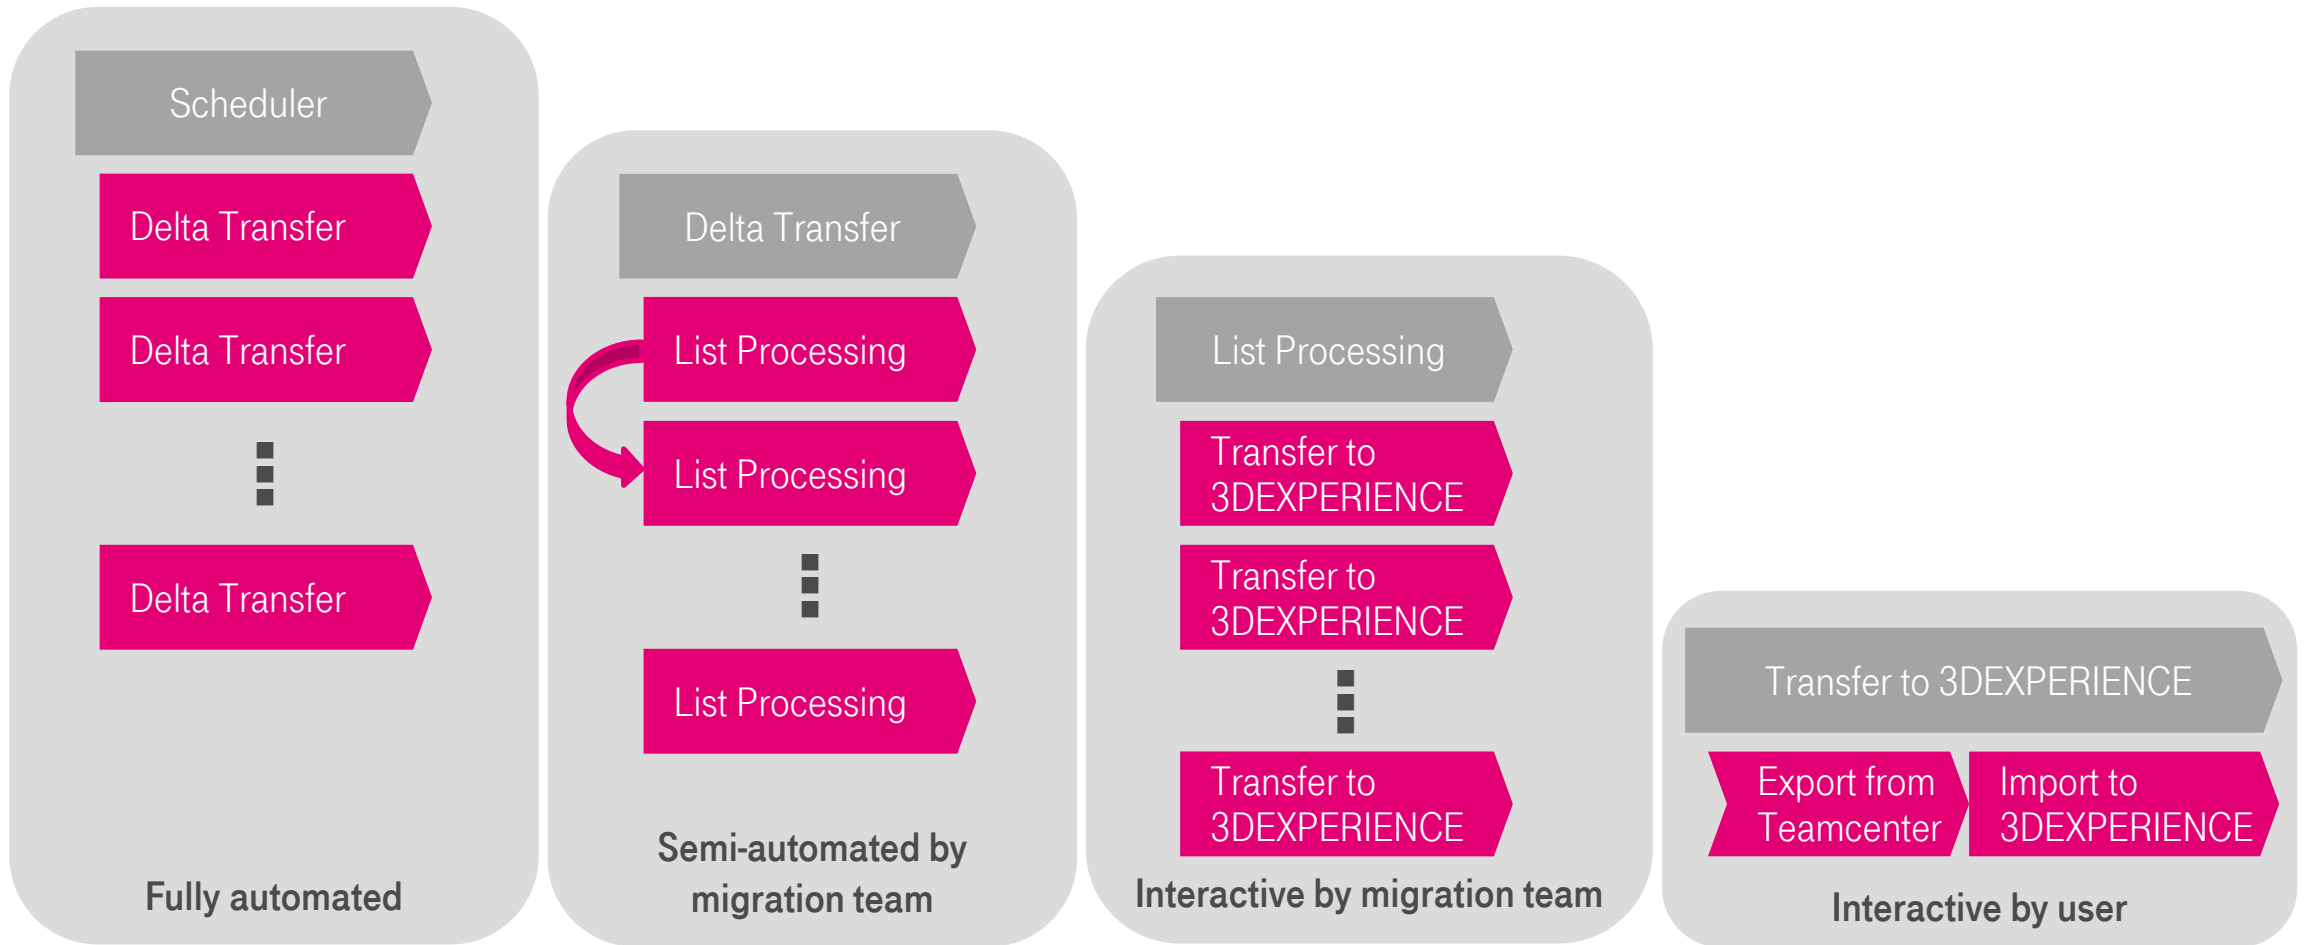 Scheduler
Delta Transfer
Delta Transfer
Delta Transfer
Fully automated
Delta Transfer
List Processing
List Processing
List Processing
Semi-automated by
migration team
List Processing
Transfer to
3DEXPERIENCE
Transfer to
3DEXPERIENCE
Transfer to
3DEXPERIENCE
Interactive by migration team
Transfer to 3DEXPERIENCE
Export from
Teamcenter
Import to
3DEXPERIENCE
Interactive by user